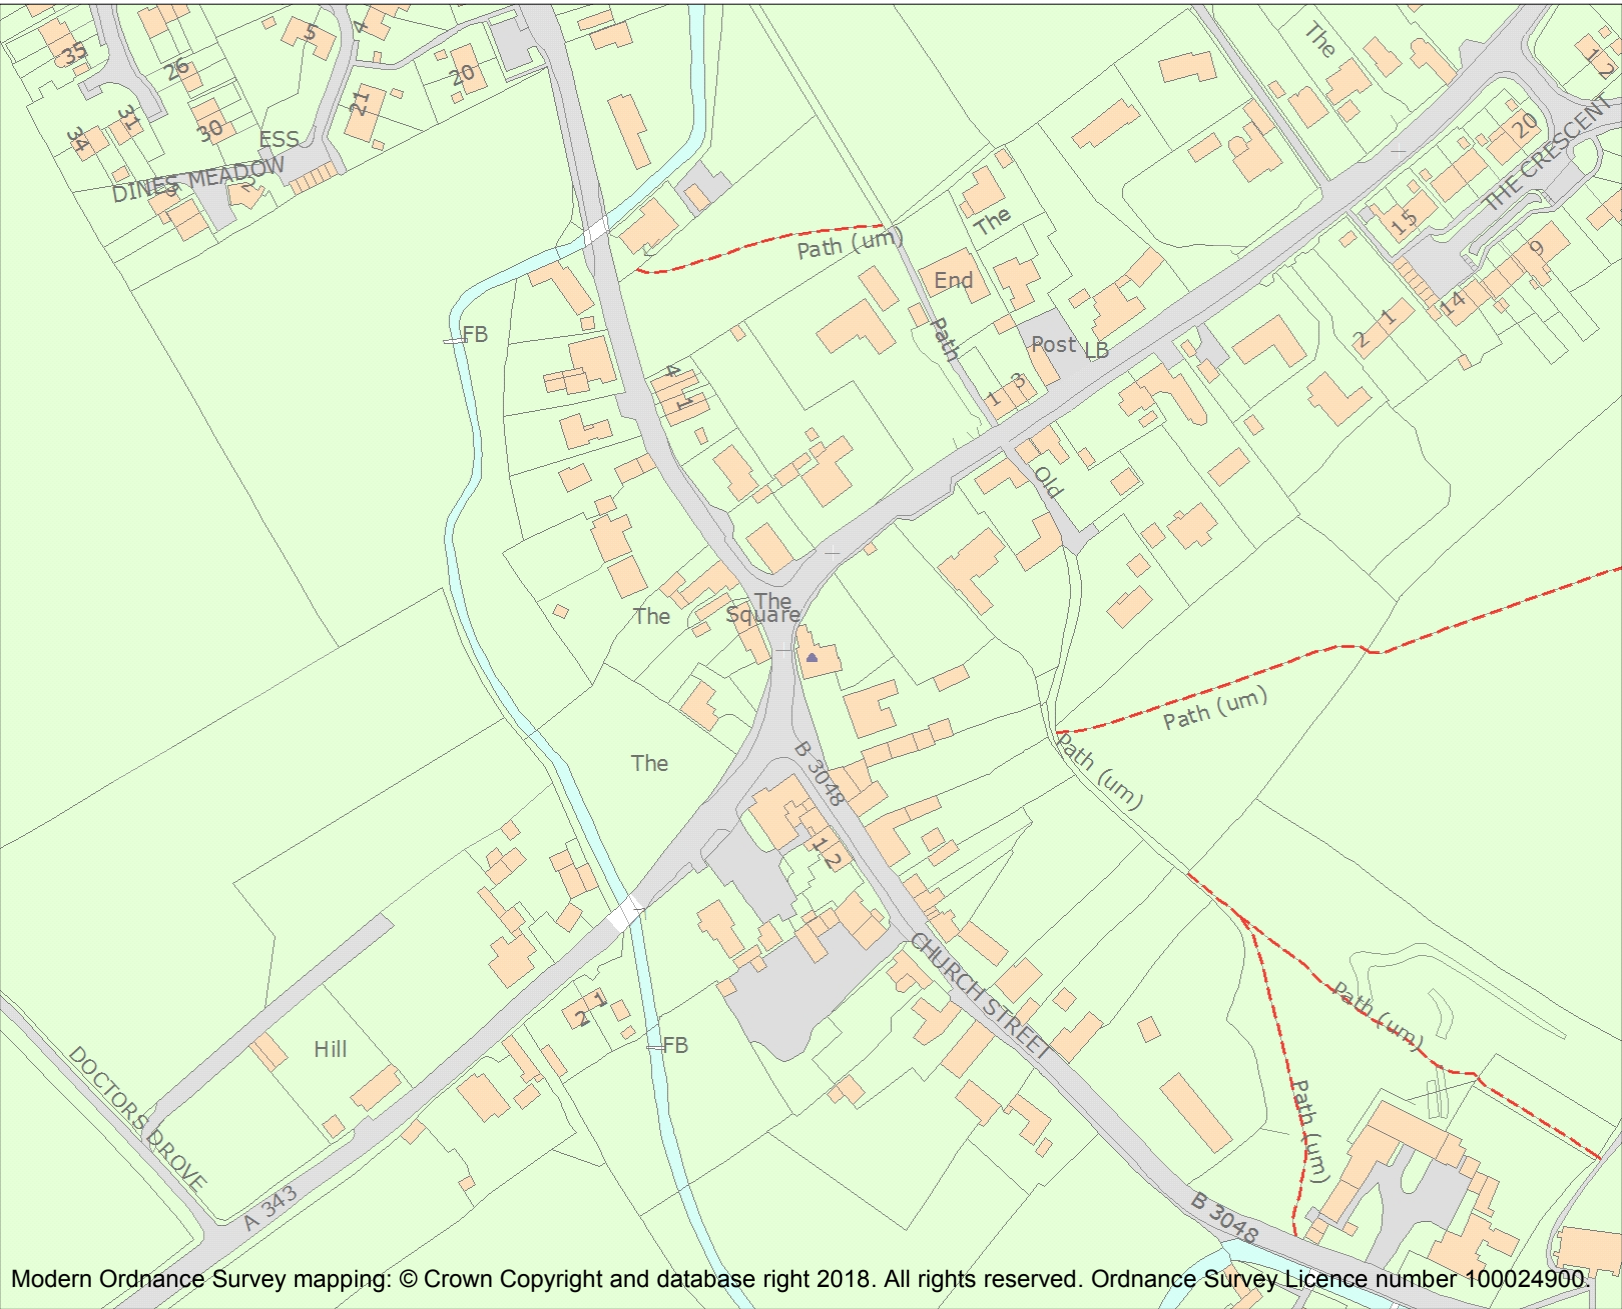 35
26
5
4
20
34
31
30
21
ESS
DINES MEADOW
5
2
The
1 2
20
THE CRESCENT
15
9
14
2 1
The
End
Path (um)
Path
Post
LB
1 3
FB
4
1
Old
The
The
Square
The
Path (um)
Path (um)
B 3048
1 2
CHURCH STREET
1
2
FB
Hill
DOCTORS DROVE
A 343
Path (um)
Path (um)
B 3048
Modern Ordnance Survey mapping: © Crown Copyright and database right 2018. All rights reserved. Ordnance Survey Licence number 100024900.